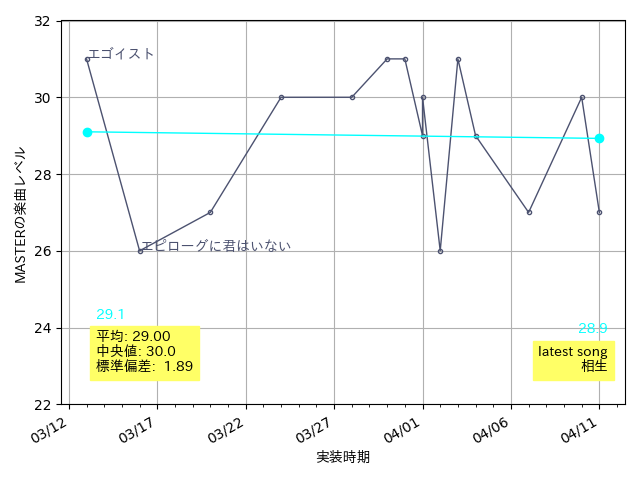 32
30
28
26
24
22
MASTERの楽曲レベル
エゴイスト
エピローグに君はいない
29.1
平均: 29.00
中央値: 30.0
標準偏差: 1.89
28.9
latest song
相生
03/12
03/17
03/22
03/27
04/01
04/06
04/11
実装時期